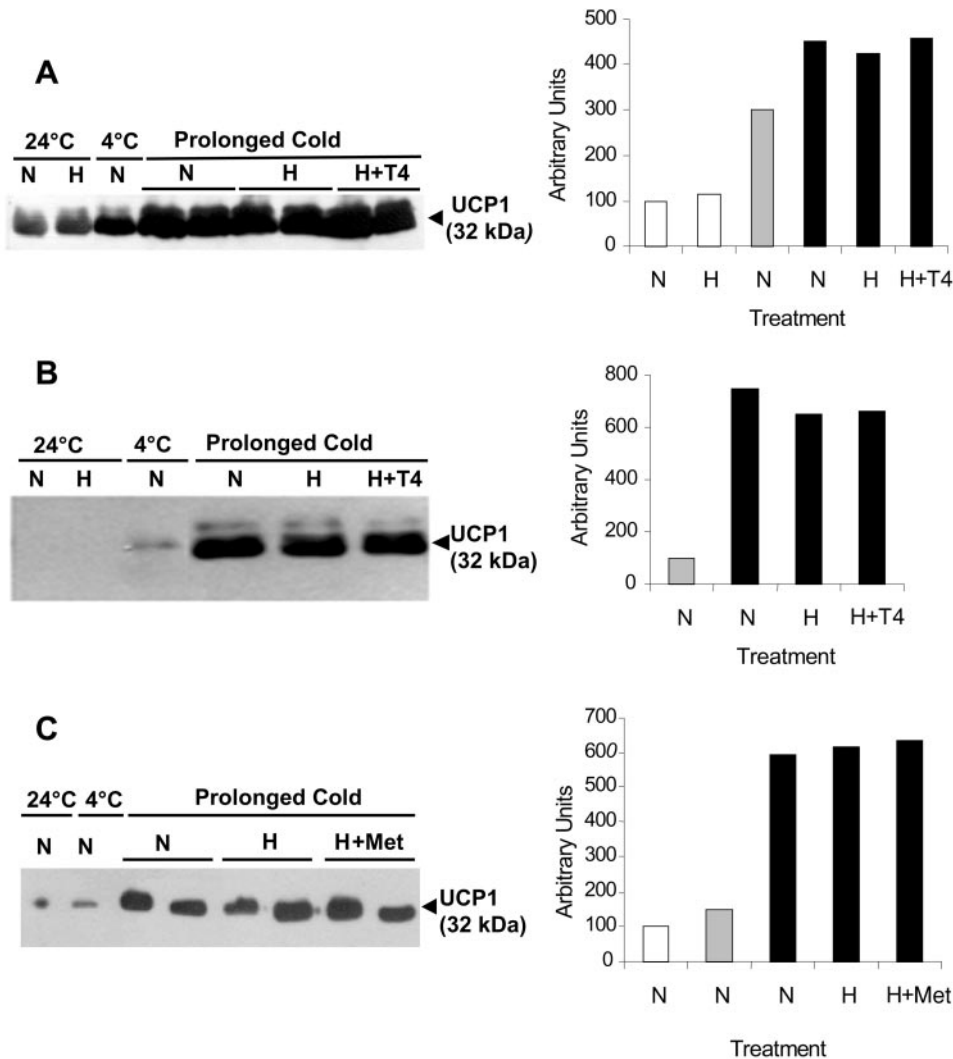 A
24°C 4°C Prolonged Cold
N H N N H H+T4
UCP1
(32 kDa)
500
400
300
200
100
0
Arbitrary Units
N H N N H H+T4
Treatment
B
24°C 4°C Prolonged Cold
N H N N H H+T4
UCP1
(32 kDa)
800
600
400
200
0
Arbitrary Units
N N H H+T4
Treatment
C
24°C 4°C Prolonged Cold
N N N H H+Met
UCP1
(32 kDa)
700
600
500
400
300
200
100
0
Arbitrary Units
N N N H H+Met
Treatment